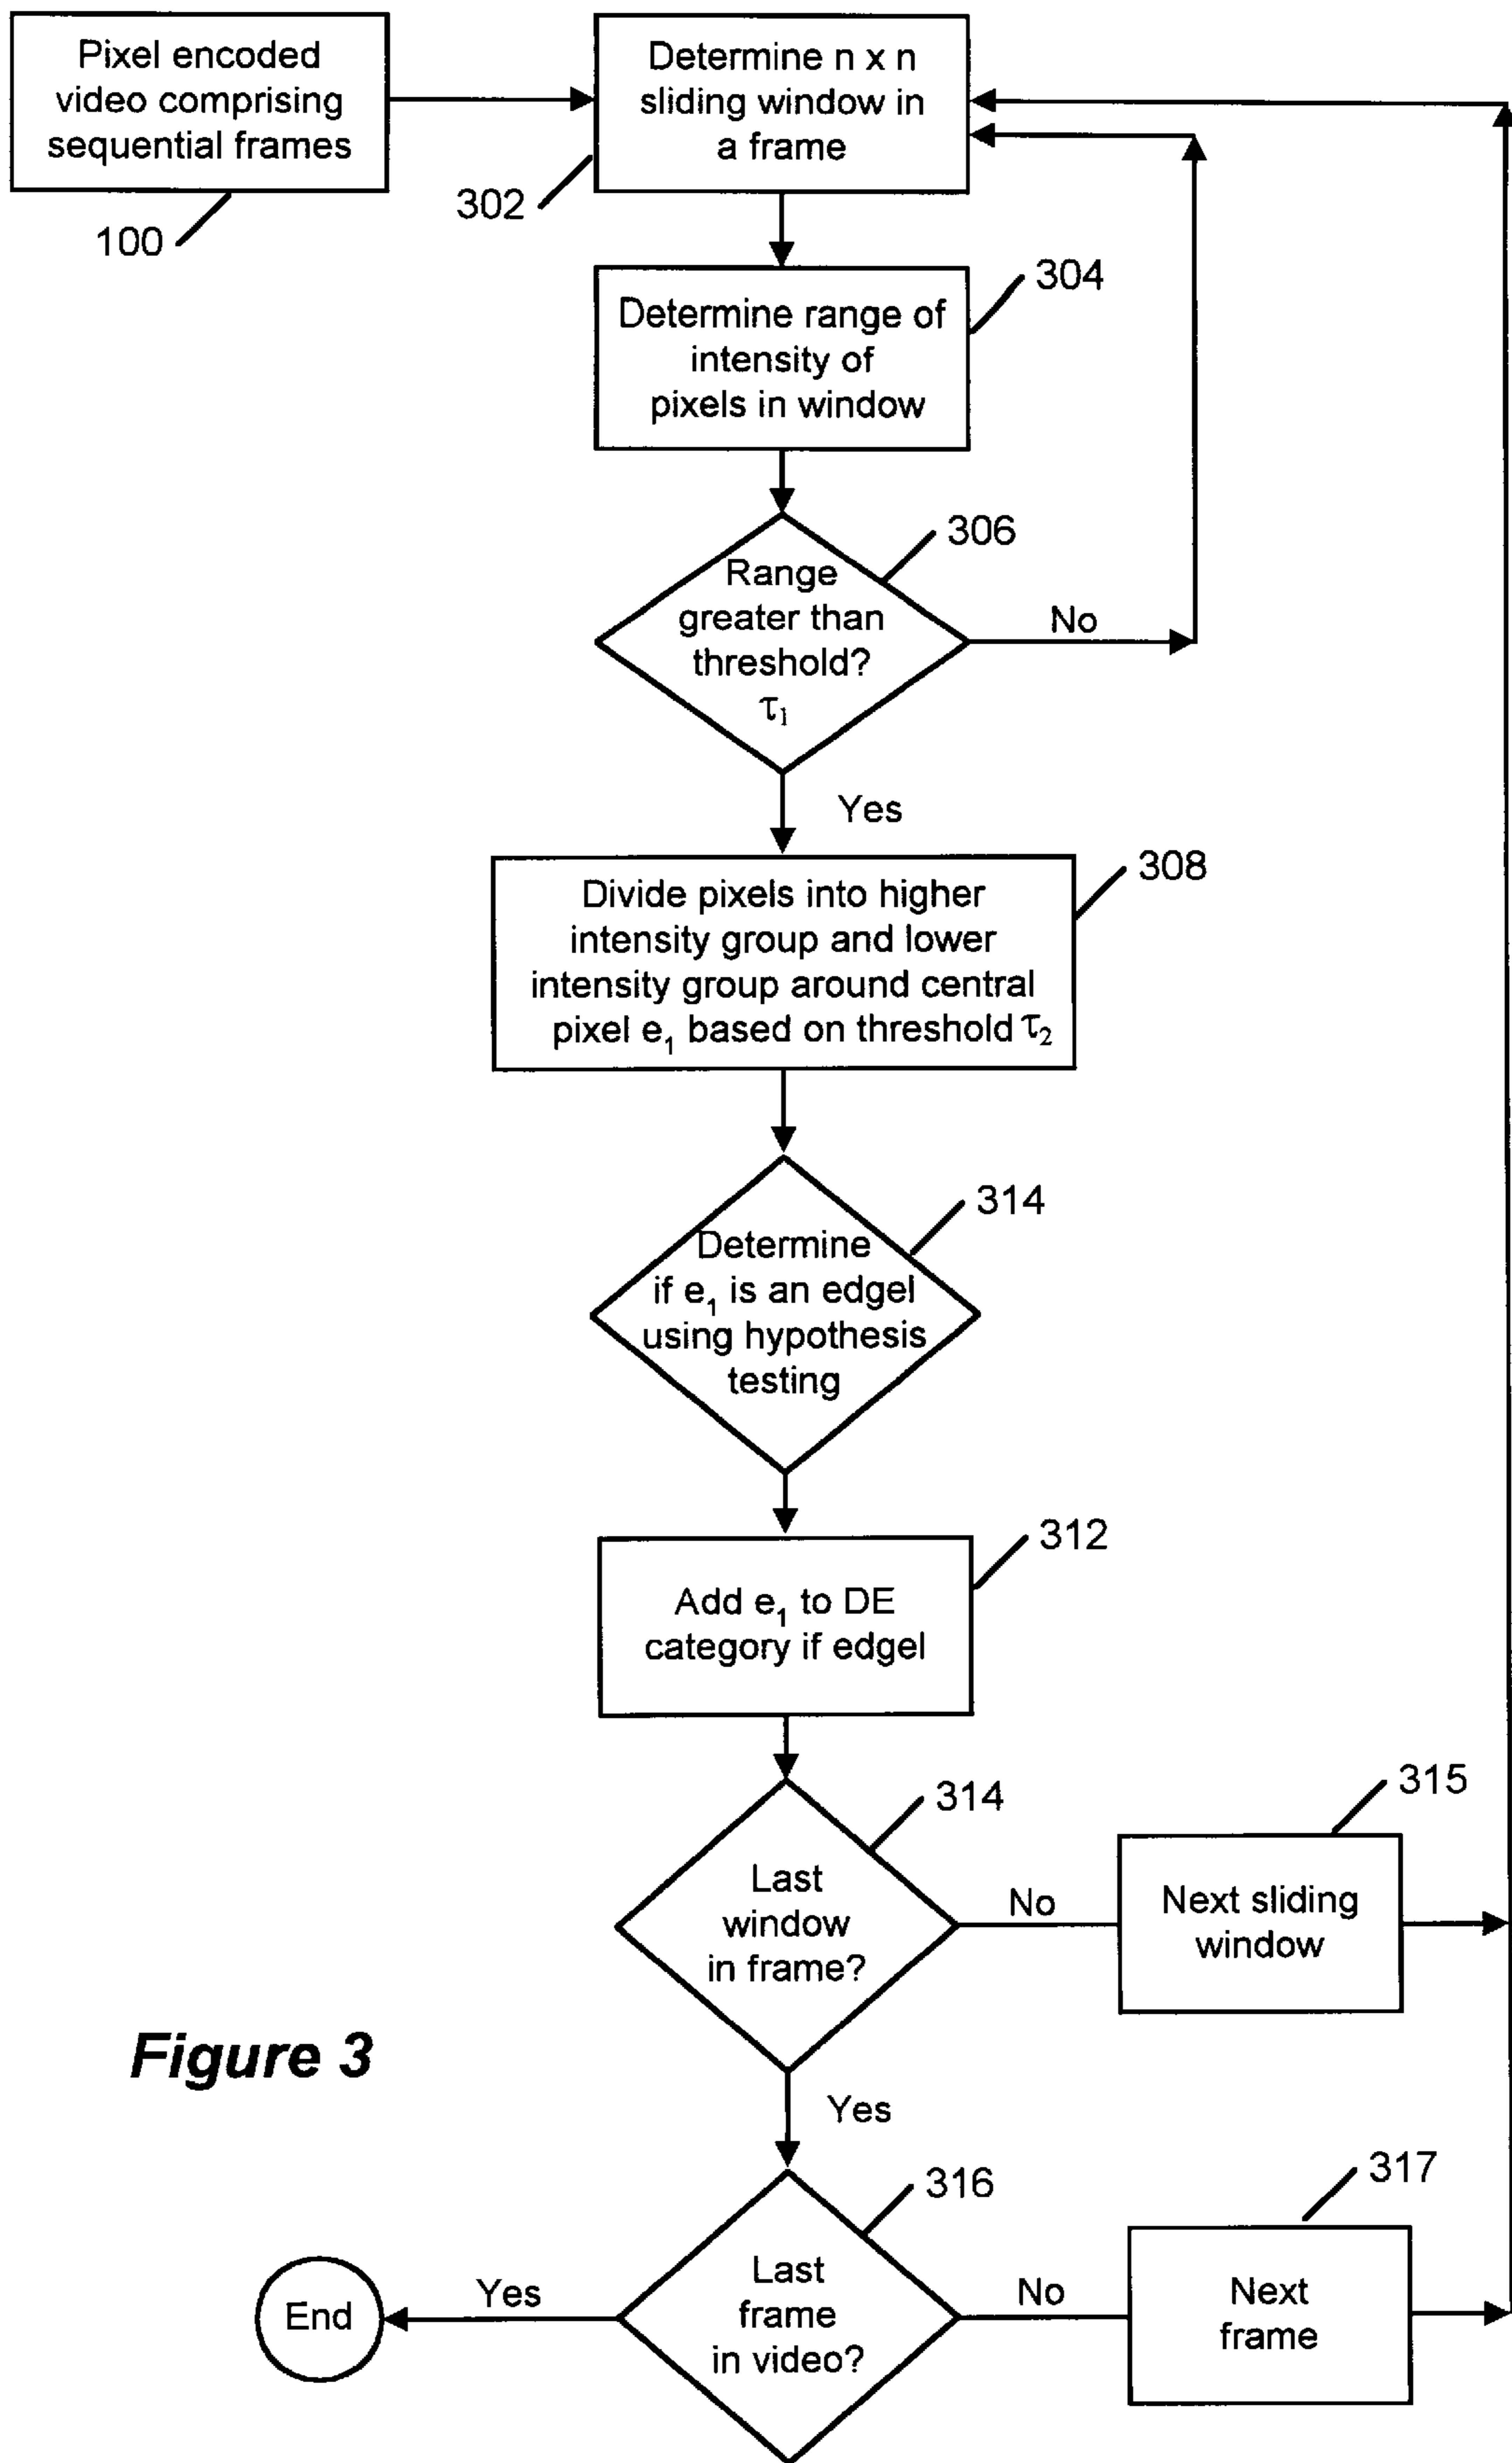 Pixel encoded
video comprising
sequential frames
100
Determine n x n
sliding window in
a frame
302
Determine range of
intensity of
pixels in window
304
Range
greater than
threshold?
τ₁
306
No
Yes
Divide pixels into higher
intensity group and lower
intensity group around central
pixel e₁ based on threshold τ₂
308
Determine
if e₁ is an edgel
using hypothesis
testing
314
Add e₁ to DE
category if edgel
312
Last
window
in frame?
314
No
Next sliding
window
315
Yes
Last
frame
in video?
316
No
Next
frame
317
Yes
End
Figure 3